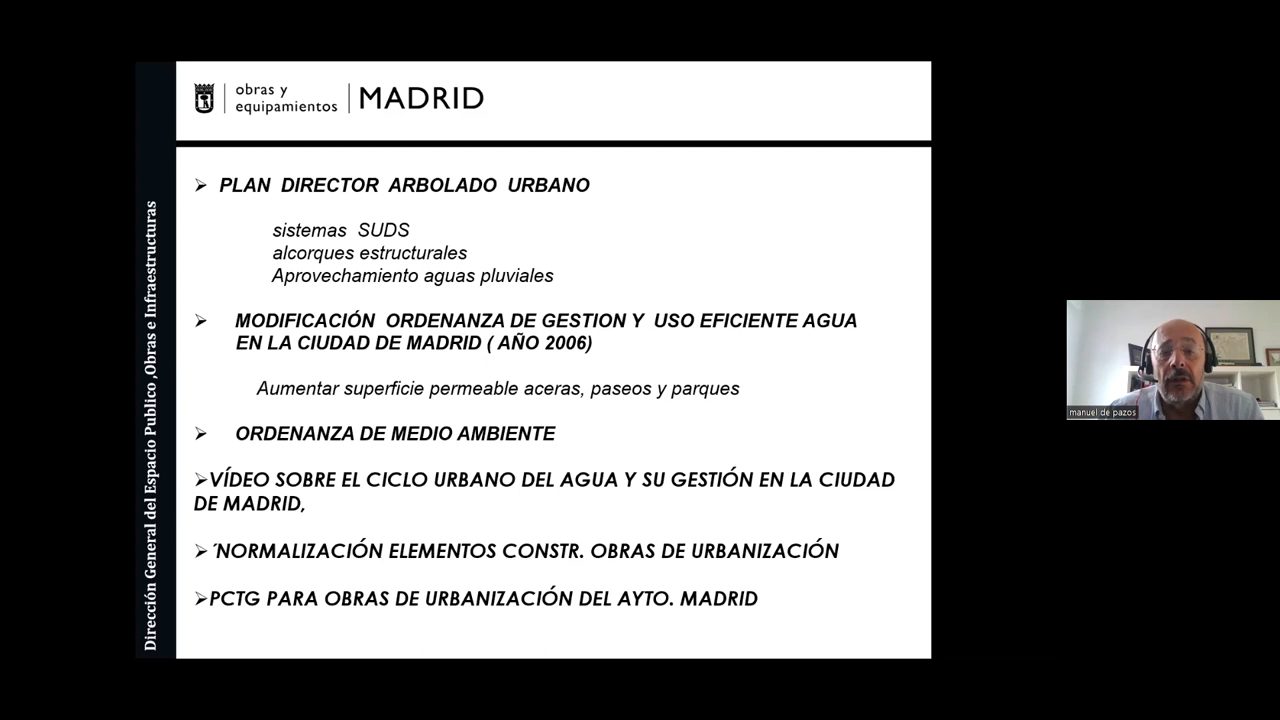 obras y
equipamientos
MADRID
Dirección General del Espacio Publico ,Obras e Infraestructuras
➢ PLAN DIRECTOR ARBOLADO URBANO
sistemas SUDS
alcorques estructurales
Aprovechamiento aguas pluviales
➢ MODIFICACIÓN ORDENANZA DE GESTION Y USO EFICIENTE AGUA
EN LA CIUDAD DE MADRID ( AÑO 2006)
Aumentar superficie permeable aceras, paseos y parques
➢ ORDENANZA DE MEDIO AMBIENTE
➢VÍDEO SOBRE EL CICLO URBANO DEL AGUA Y SU GESTIÓN EN LA CIUDAD
DE MADRID,
➢´NORMALIZACIÓN ELEMENTOS CONSTR. OBRAS DE URBANIZACIÓN
➢PCTG PARA OBRAS DE URBANIZACIÓN DEL AYTO. MADRID
manuel de pazos